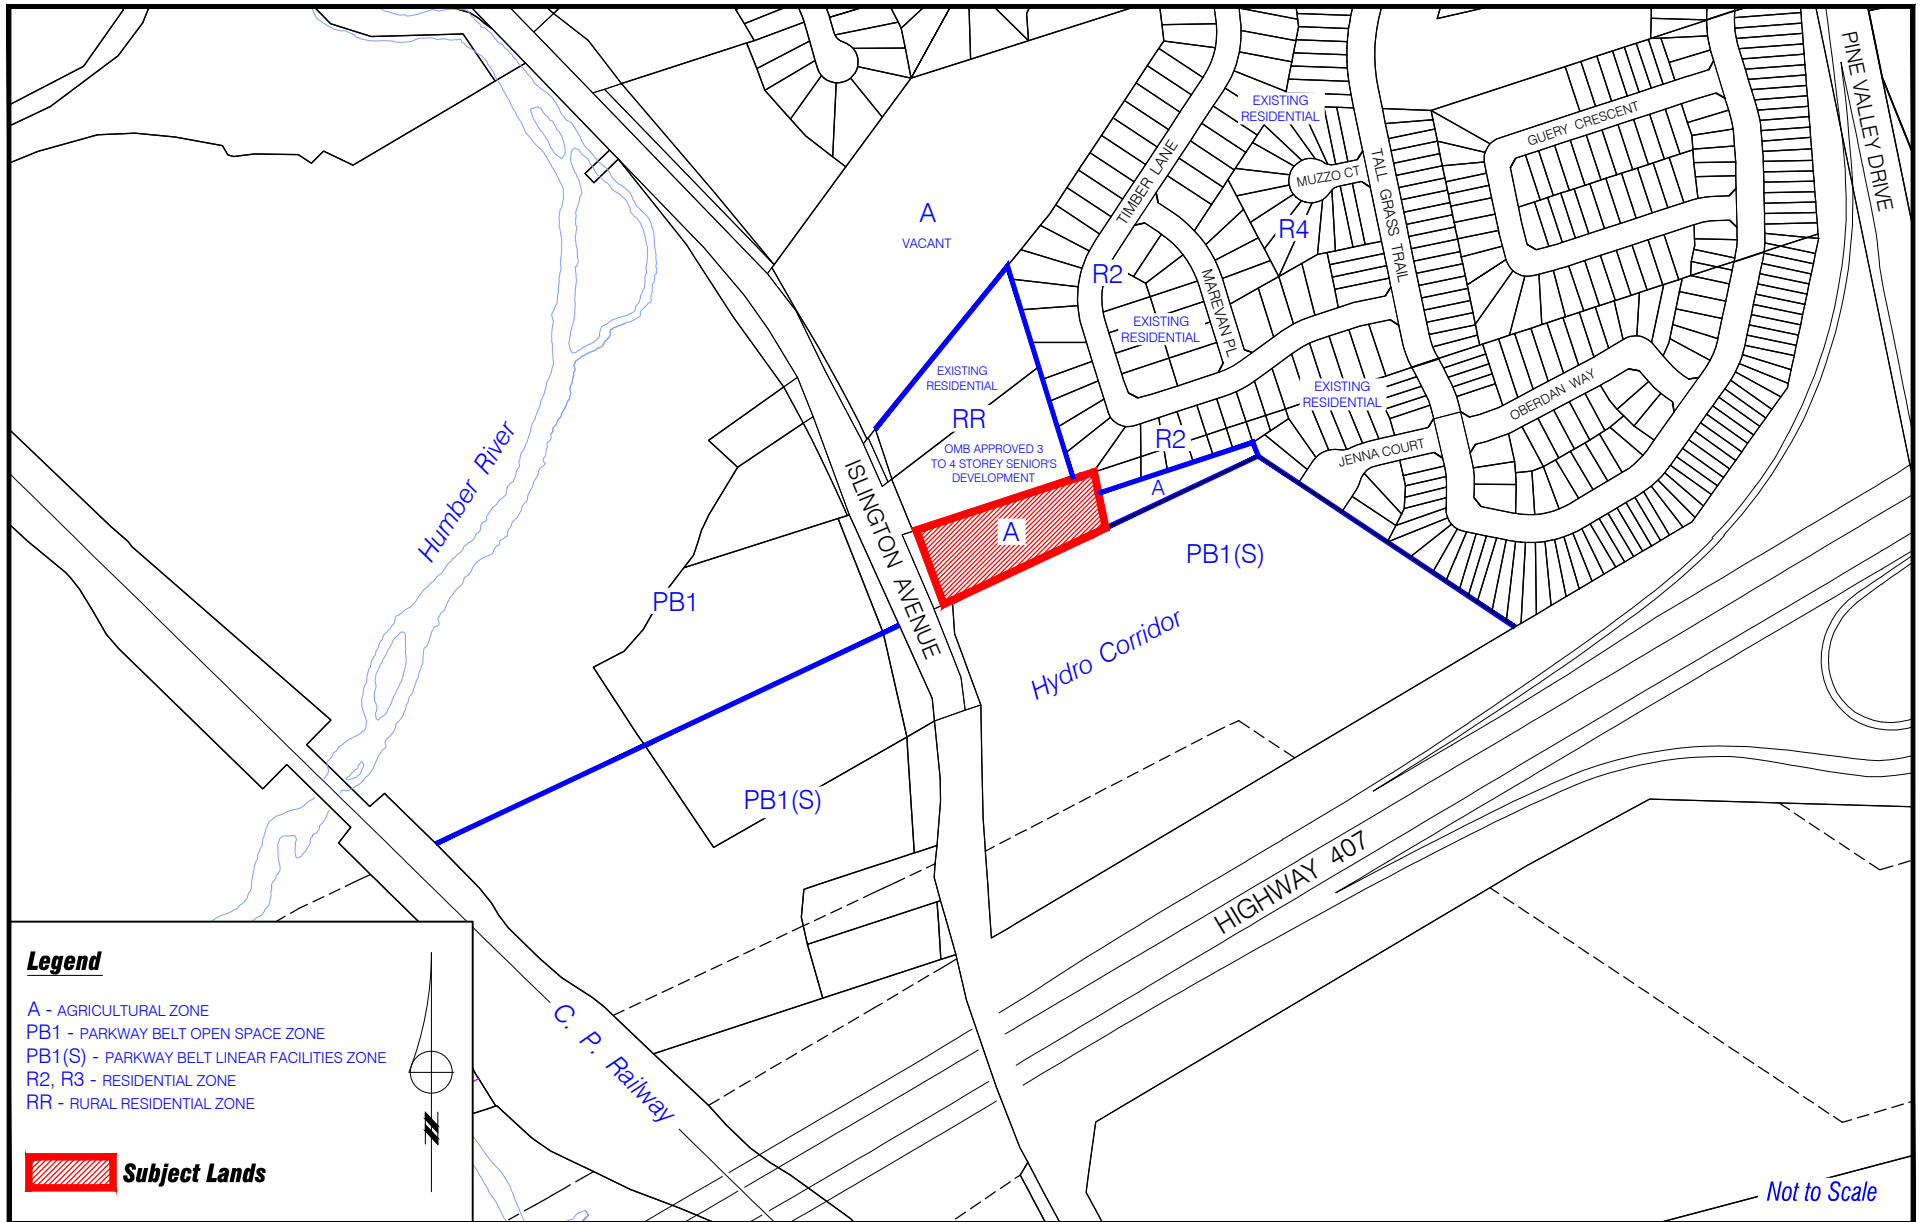 PINE VALLEY DRIVE
EXISTING
RESIDENTIAL
GUERY CRESCENT
TIMBER LANE
MUZZO CT
TALL GRASS TRAIL
A
VACANT
R4
R2
MAREVAN PL
EXISTING
RESIDENTIAL
EXISTING
RESIDENTIAL
RR
OMB APPROVED 3
TO 4 STOREY SENIOR'S
DEVELOPMENT
EXISTING
RESIDENTIAL
OBERDAN WAY
R2
JENNA COURT
Humber River
ISLINGTON AVENUE
A
A
PB1(S)
PB1
Hydro Corridor
PB1(S)
HIGHWAY 407
C. P. Railway
Legend
A - AGRICULTURAL ZONE
PB1 - PARKWAY BELT OPEN SPACE ZONE
PB1(S) - PARKWAY BELT LINEAR FACILITIES ZONE
R2, R3 - RESIDENTIAL ZONE
RR - RURAL RESIDENTIAL ZONE
N
Subject Lands
Not to Scale